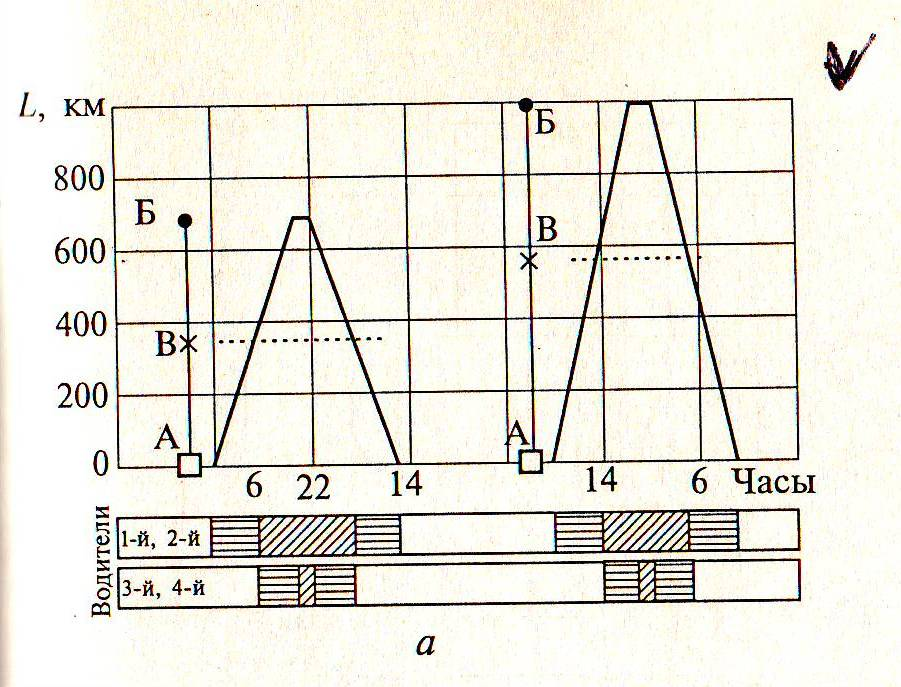 L, км
800
600
400
200
0
Б
В
А
Б
В
А
6 22 14 14 6 Часы
Водители
1-й, 2-й
3-й, 4-й
а